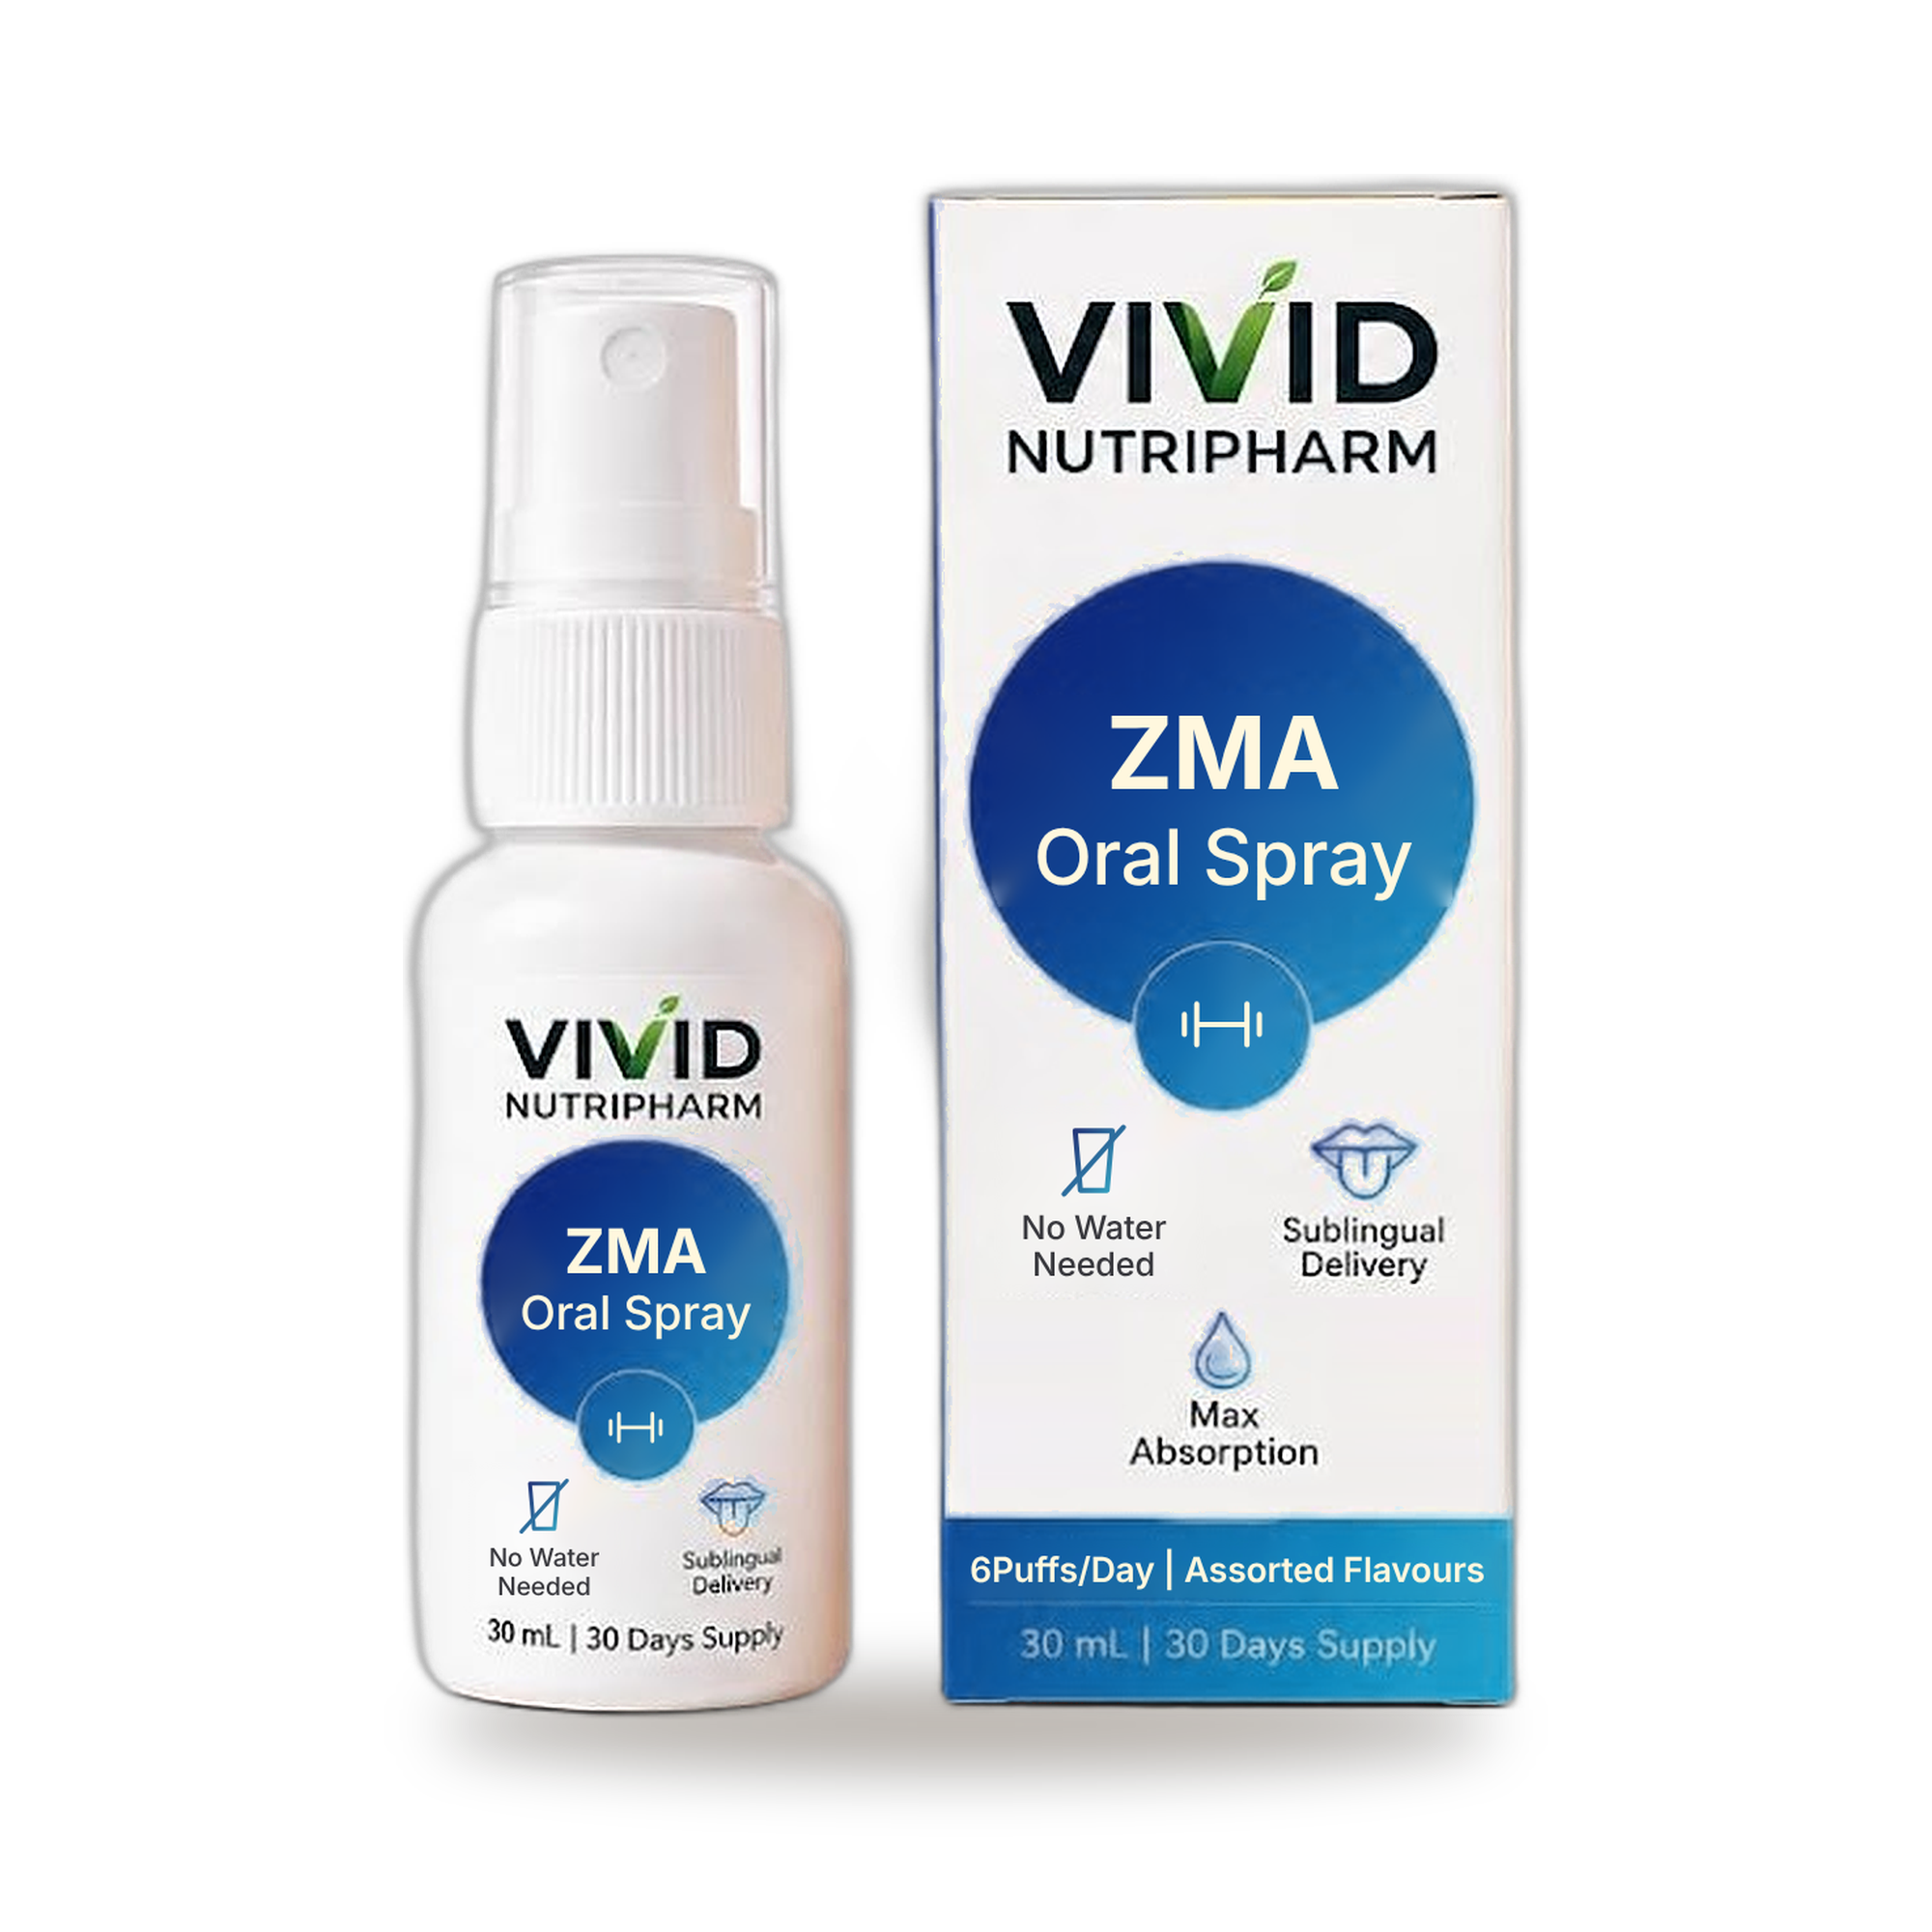 VIVID
NUTRIPHARM
ZMA
Oral Spray
No Water
Needed
Sublingual
Delivery
30 mL | 30 Days Supply
VIVID
NUTRIPHARM
ZMA
Oral Spray
No Water
Needed
Sublingual
Delivery
Max
Absorption
6Puffs/Day | Assorted Flavours
30 mL | 30 Days Supply